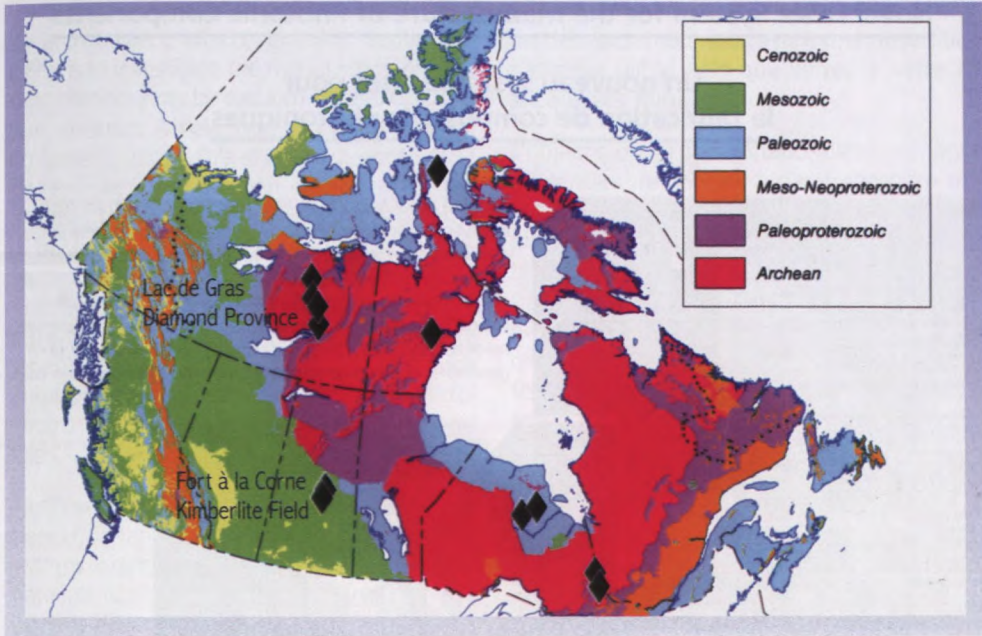 Cenozoic
Mesozoic
Paleozoic
Meso-Neoproterozoic
Paleoproterozoic
Archean
Lac de Gras
Diamond Province
Fort à la Corne
Kimberlite Field